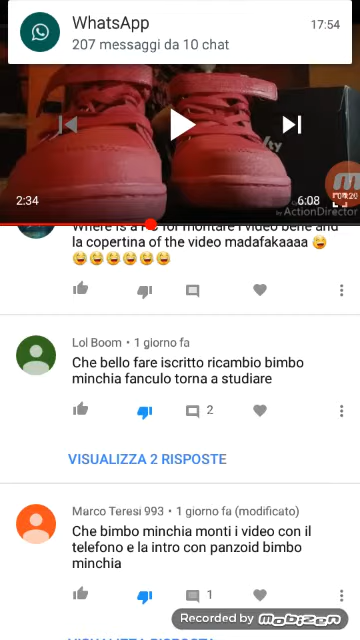 WhatsApp
17:54
207 messaggi da 10 chat
2:34
6:08
ActionDirector
la copertina of the video madafakaaaa 😂
😂😂😂😂😂😂
Lol Boom • 1 giorno fa
Che bello fare iscritto ricambio bimbo
minchia fanculo torna a studiare
2
VISUALIZZA 2 RISPOSTE
Marco Teresi 993 • 1 giorno fa (modificato)
Che bimbo minchia monti i video con il
telefono e la intro con panzoid bimbo
minchia
1
Recorded by mobizen